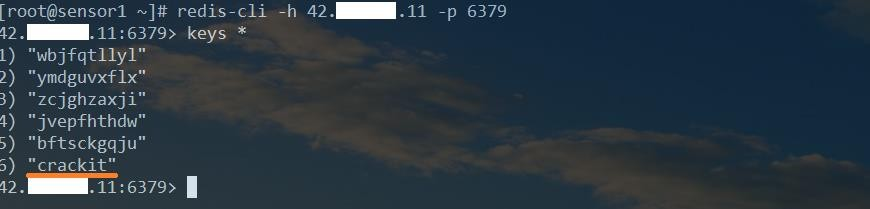 [root@sensor1 ~]# redis-cli -h 42. .11 -p 6379
42. .11:6379> keys *
1) "wbjfqtllyl"
2) "ymdguvxflx"
3) "zcjghzaxji"
4) "jvepfhthdw"
5) "bftsckgqju"
6) "crackit"
42. .11:6379>